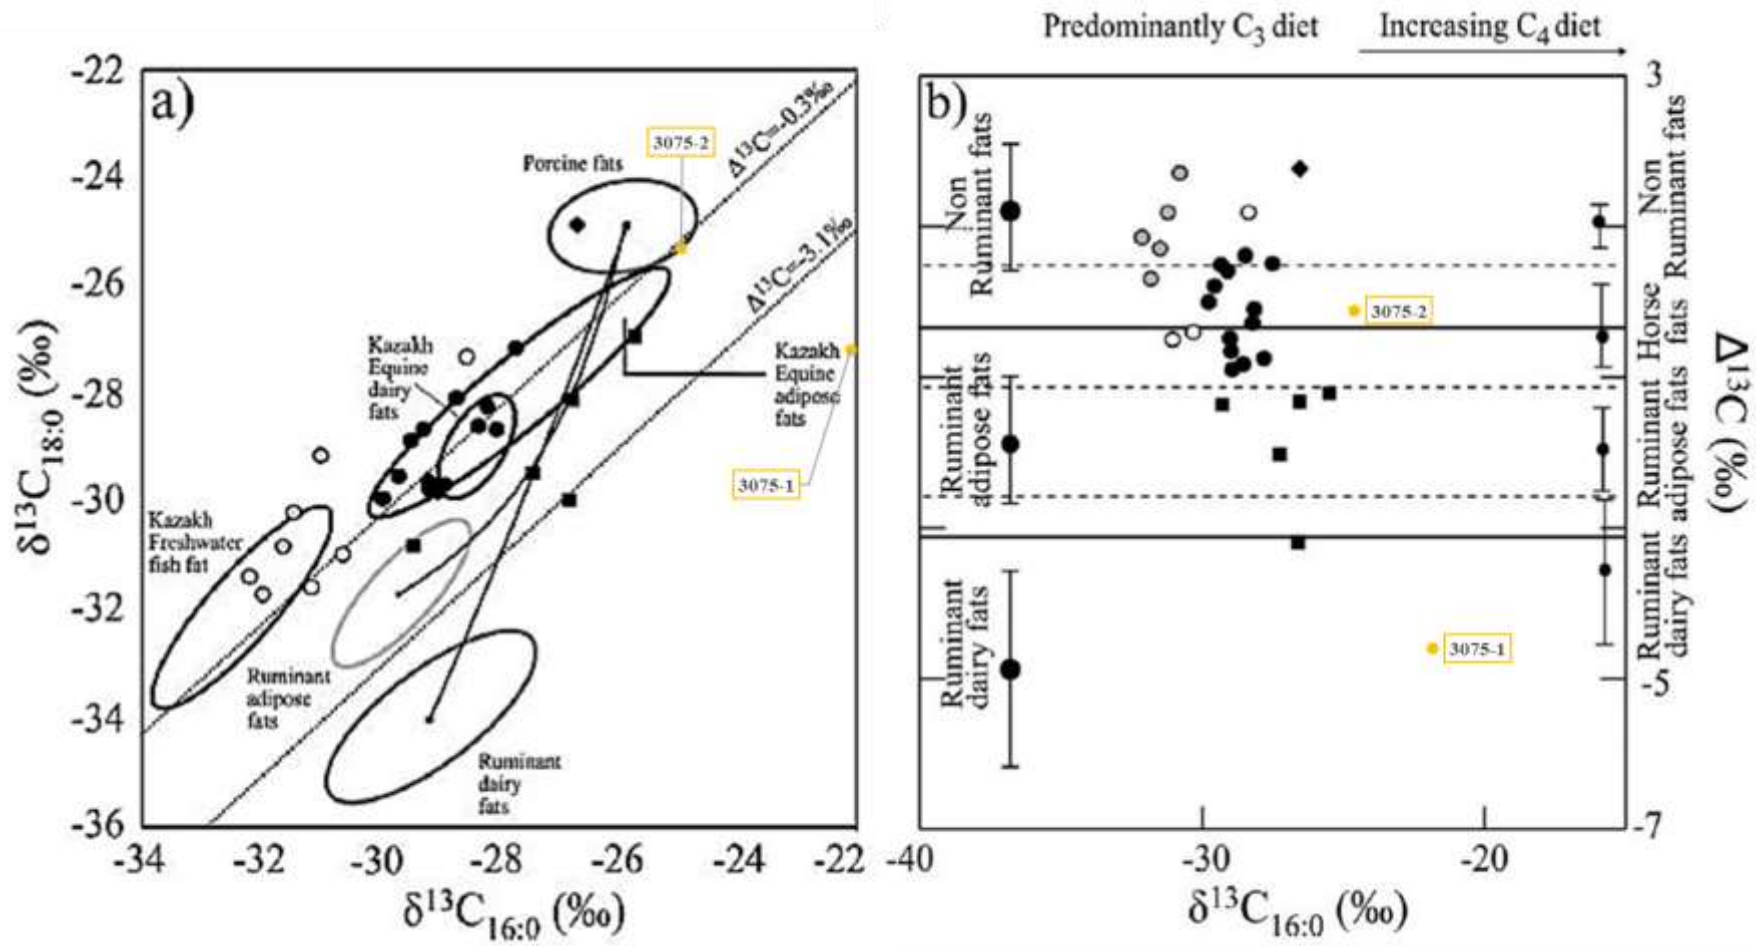 a)
-22
-24
-26
-28
-30
-32
-34
-36
δ¹³C₁₈:₀ (‰)
-34
-32
-30
-28
-26
-24
-22
δ¹³C₁₆:₀ (‰)
Porcine fats
3075-2
Δ¹³C=-0.3‰
Δ¹³C=-3.1‰
Kazakh
Equine
dairy
fats
Kazakh
Equine
adipose
fats
3075-1
Kazakh
Freshwater
fish fat
Ruminant
adipose
fats
Ruminant
dairy
fats
Predominantly C₃ diet
Increasing C₄ diet
b)
Non
Ruminant fats
Ruminant
adipose fats
Ruminant
dairy fats
3075-2
3075-1
Non
Ruminant fats
Horse
fats
Ruminant
adipose fats
Ruminant
dairy fats
3
-5
-7
Δ¹³C (‰)
-40
-30
-20
δ¹³C₁₆:₀ (‰)